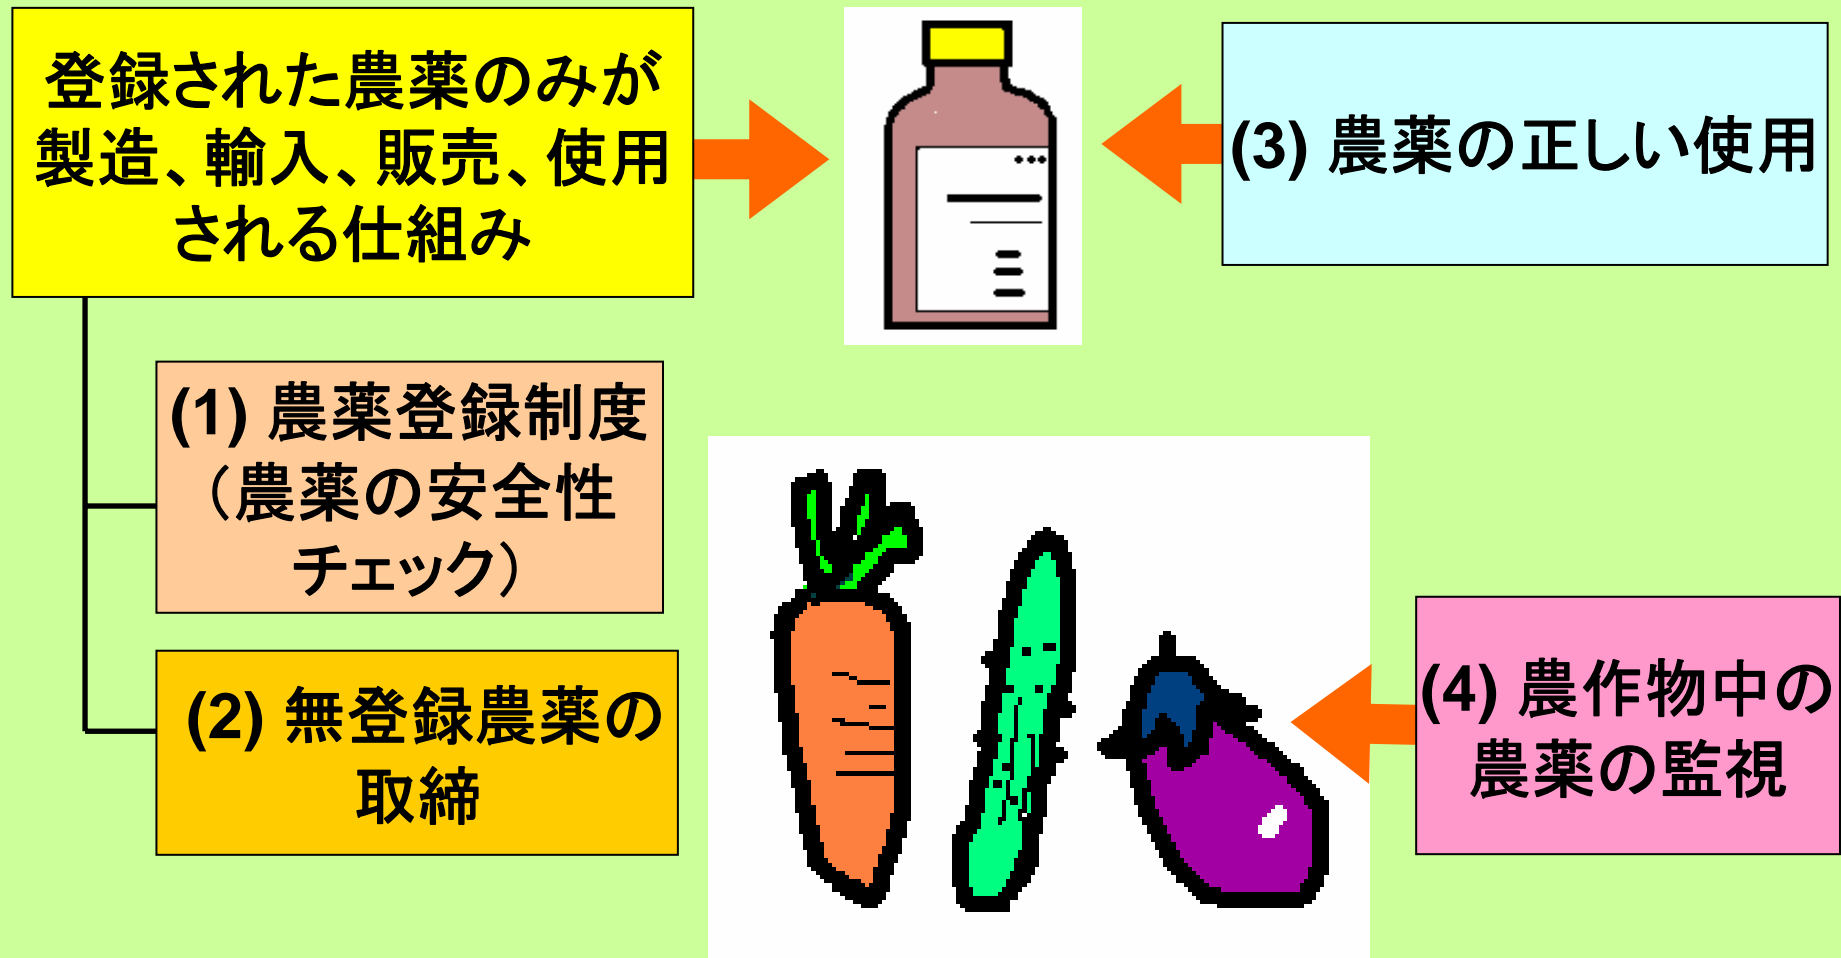 登録された農薬のみが
製造、輸入、販売、使用
される仕組み
(3) 農薬の正しい使用
(1) 農薬登録制度
（農薬の安全性
チェック）
(2) 無登録農薬の
取締
(4) 農作物中の
農薬の監視